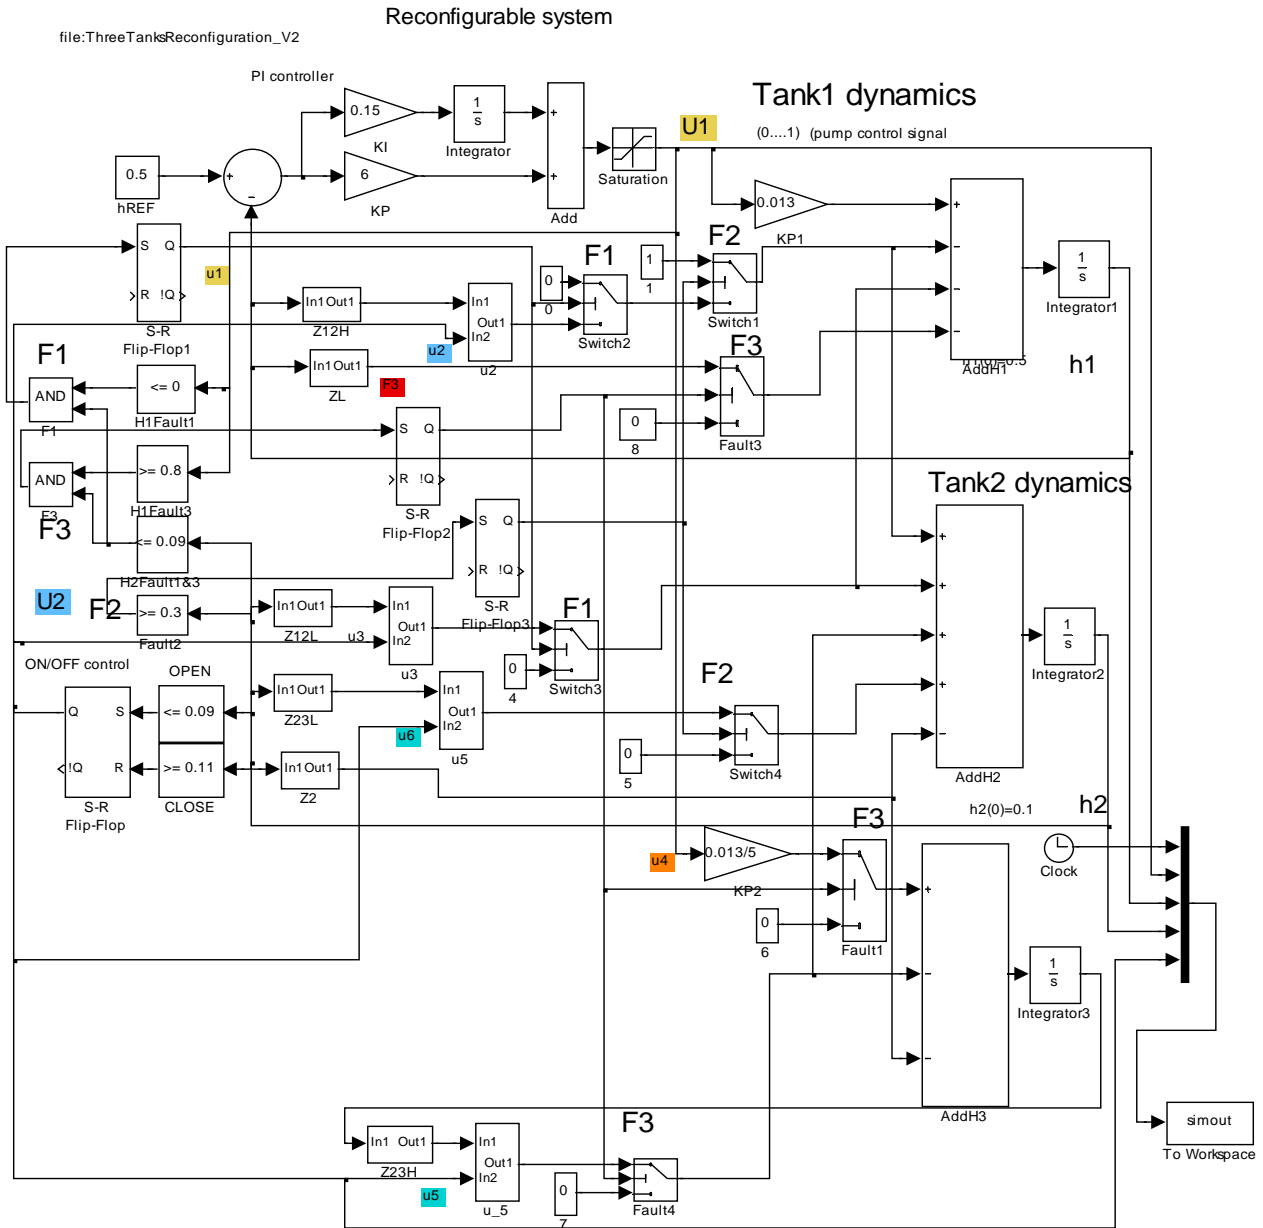 Reconfigurable system
file:ThreeTanksReconfiguration_V2
PI controller
0.15
KI
1
s
Integrator
+
+
Add
Saturation
U1
Tank1 dynamics
(0....1) (pump control signal
0.5
hREF
+
−
6
KP
0.013
KP1
+
−
−
−
AddH1
1
s
Integrator1
h1
S Q
R !Q
S-R
Flip-Flop1
u1
In1 Out1
Z12H
In1
In2
Out1
u2
u2
0
0
F1
Switch2
1
1
F2
Switch1
In1 Out1
ZL
F3
F3
Fault3
0
8
F1
AND
F1
<= 0
H1Fault1
AND
F3
F3
>= 0.8
H1Fault3
S Q
R !Q
S-R
Flip-Flop2
<= 0.09
H2Fault1&3
S Q
R !Q
S-R
Flip-Flop3
Tank2 dynamics
+
+
+
+
−
AddH2
1
s
Integrator2
h2(0)=0.1
h2
U2
F2
>= 0.3
Fault2
In1 Out1
Z12L
u3
In1
In2
Out1
u3
F1
Switch3
0
4
ON/OFF control
Q S
!Q R
S-R
Flip-Flop
OPEN
<= 0.09
>= 0.11
CLOSE
In1 Out1
Z23L
u6
In1
In2
Out1
u5
F2
Switch4
0
5
In1 Out1
Z2
u4
0.013/5
KP2
F3
Fault1
0
6
+
−
−
AddH3
1
s
Integrator3
Clock
simout
To Workspace
In1 Out1
Z23H
u5
In1
In2
Out1
u_5
F3
Fault4
0
7